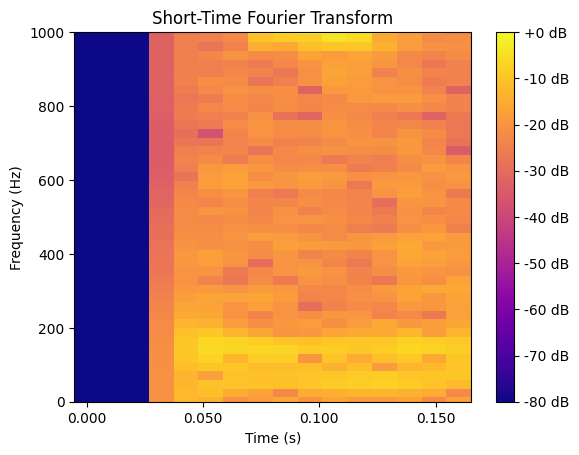 Short-Time Fourier Transform
Frequency (Hz)
1000
800
600
400
200
0
0.000
0.050
0.100
0.150
Time (s)
+0 dB
-10 dB
-20 dB
-30 dB
-40 dB
-50 dB
-60 dB
-70 dB
-80 dB